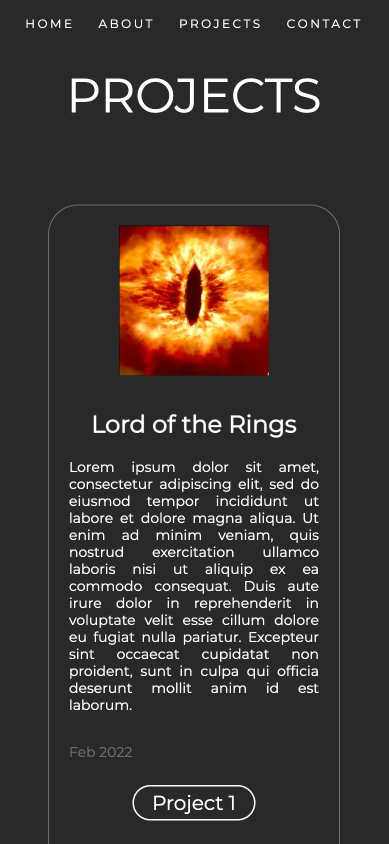 HOME ABOUT PROJECTS CONTACT
PROJECTS
Lord of the Rings
Lorem ipsum dolor sit amet,
consectetur adipiscing elit, sed do
eiusmod tempor incididunt ut
labore et dolore magna aliqua. Ut
enim ad minim veniam, quis
nostrud exercitation ullamco
laboris nisi ut aliquip ex ea
commodo consequat. Duis aute
irure dolor in reprehenderit in
voluptate velit esse cillum dolore
eu fugiat nulla pariatur. Excepteur
sint occaecat cupidatat non
proident, sunt in culpa qui officia
deserunt mollit anim id est
laborum.
Feb 2022
Project 1